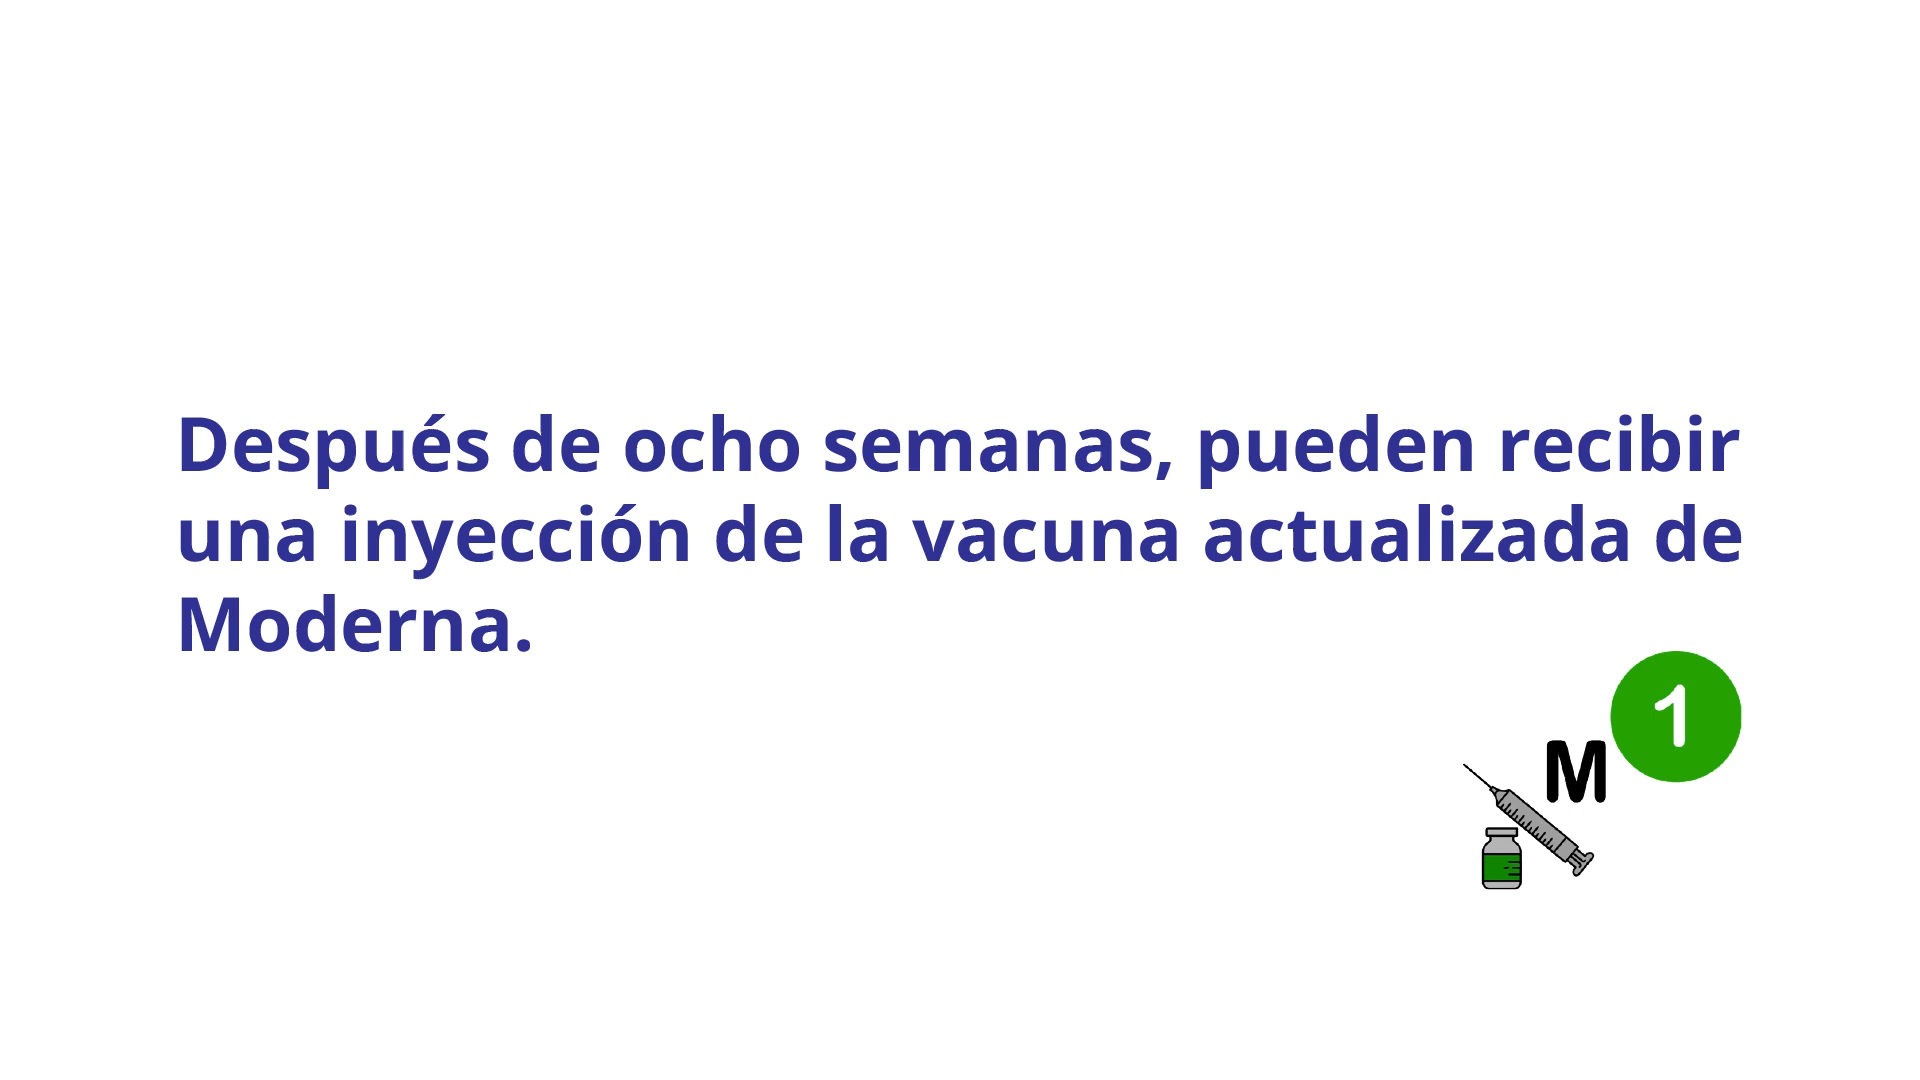 Después de ocho semanas, pueden recibir
una inyección de la vacuna actualizada de
Moderna.
1
M